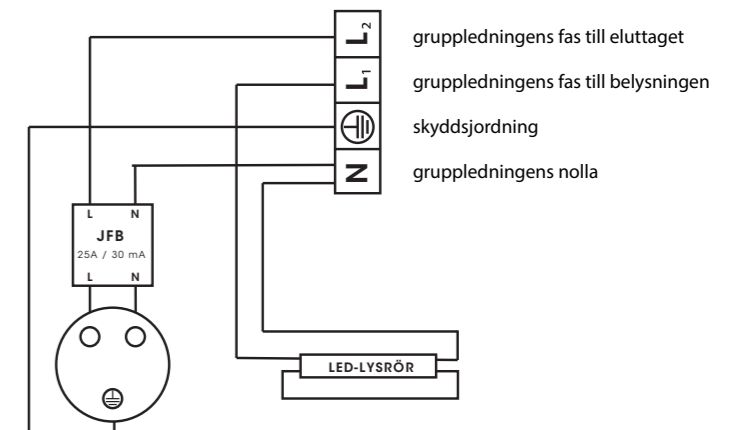 L2 gruppledningens fas till eluttaget
L1 gruppledningens fas till belysningen
skyddsjordning
N gruppledningens nolla
L N
JFB
25A / 30 mA
L N
LED-LYSRÖR